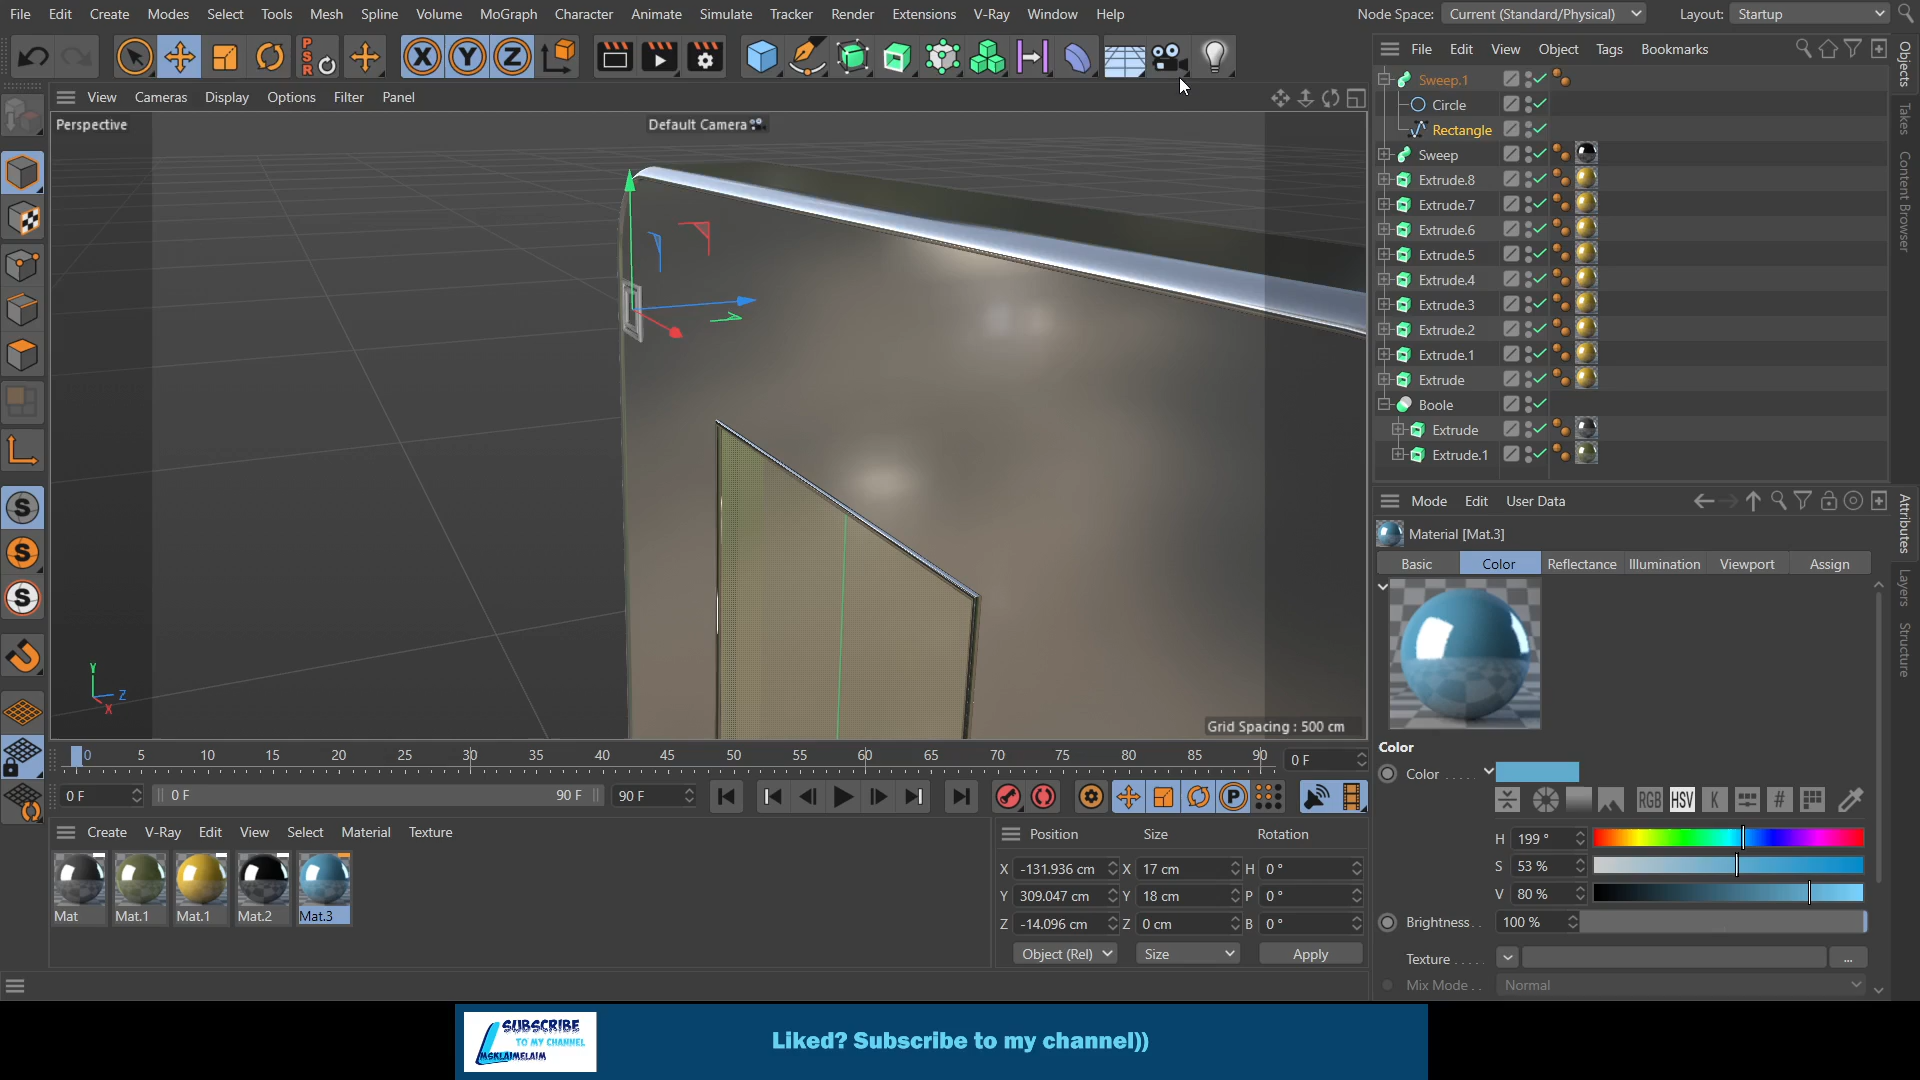 File Edit Create Modes Select Tools Mesh Spline Volume MoGraph Character Animate Simulate Tracker Render Extensions V-Ray Window Help
Node Space: Current (Standard/Physical) Layout: Startup
X Y Z
File Edit View Object Tags Bookmarks
View Cameras Display Options Filter Panel
Perspective Default Camera
Sweep.1
Circle
Rectangle
Sweep
Extrude.8
Extrude.7
Extrude.6
Extrude.5
Extrude.4
Extrude.3
Extrude.2
Extrude.1
Extrude
Boole
Extrude
Extrude.1
Objects
Takes
Content Browser
Y
Z
X
Grid Spacing : 500 cm
Mode Edit User Data
Material [Mat.3]
Basic Color Reflectance Illumination Viewport Assign
Attributes
Layers
Structure
Color
Color
RGB HSV K #
H 199 °
S 53 %
V 80 %
Brightness 100 %
Texture ...
Mix Mode Normal
0 5 10 15 20 25 30 35 40 45 50 55 60 65 70 75 80 85 90 0 F
0 F 0 F 90 F 90 F
Create V-Ray Edit View Select Material Texture
Mat Mat.1 Mat.1 Mat.2 Mat.3
Position Size Rotation
X -131.936 cm X 17 cm H 0 °
Y 309.047 cm Y 18 cm P 0 °
Z -14.096 cm Z 0 cm B 0 °
Object (Rel) Size Apply
SUBSCRIBE
TO MY CHANNEL
MSKLAIMELAIM
Liked? Subscribe to my channel))